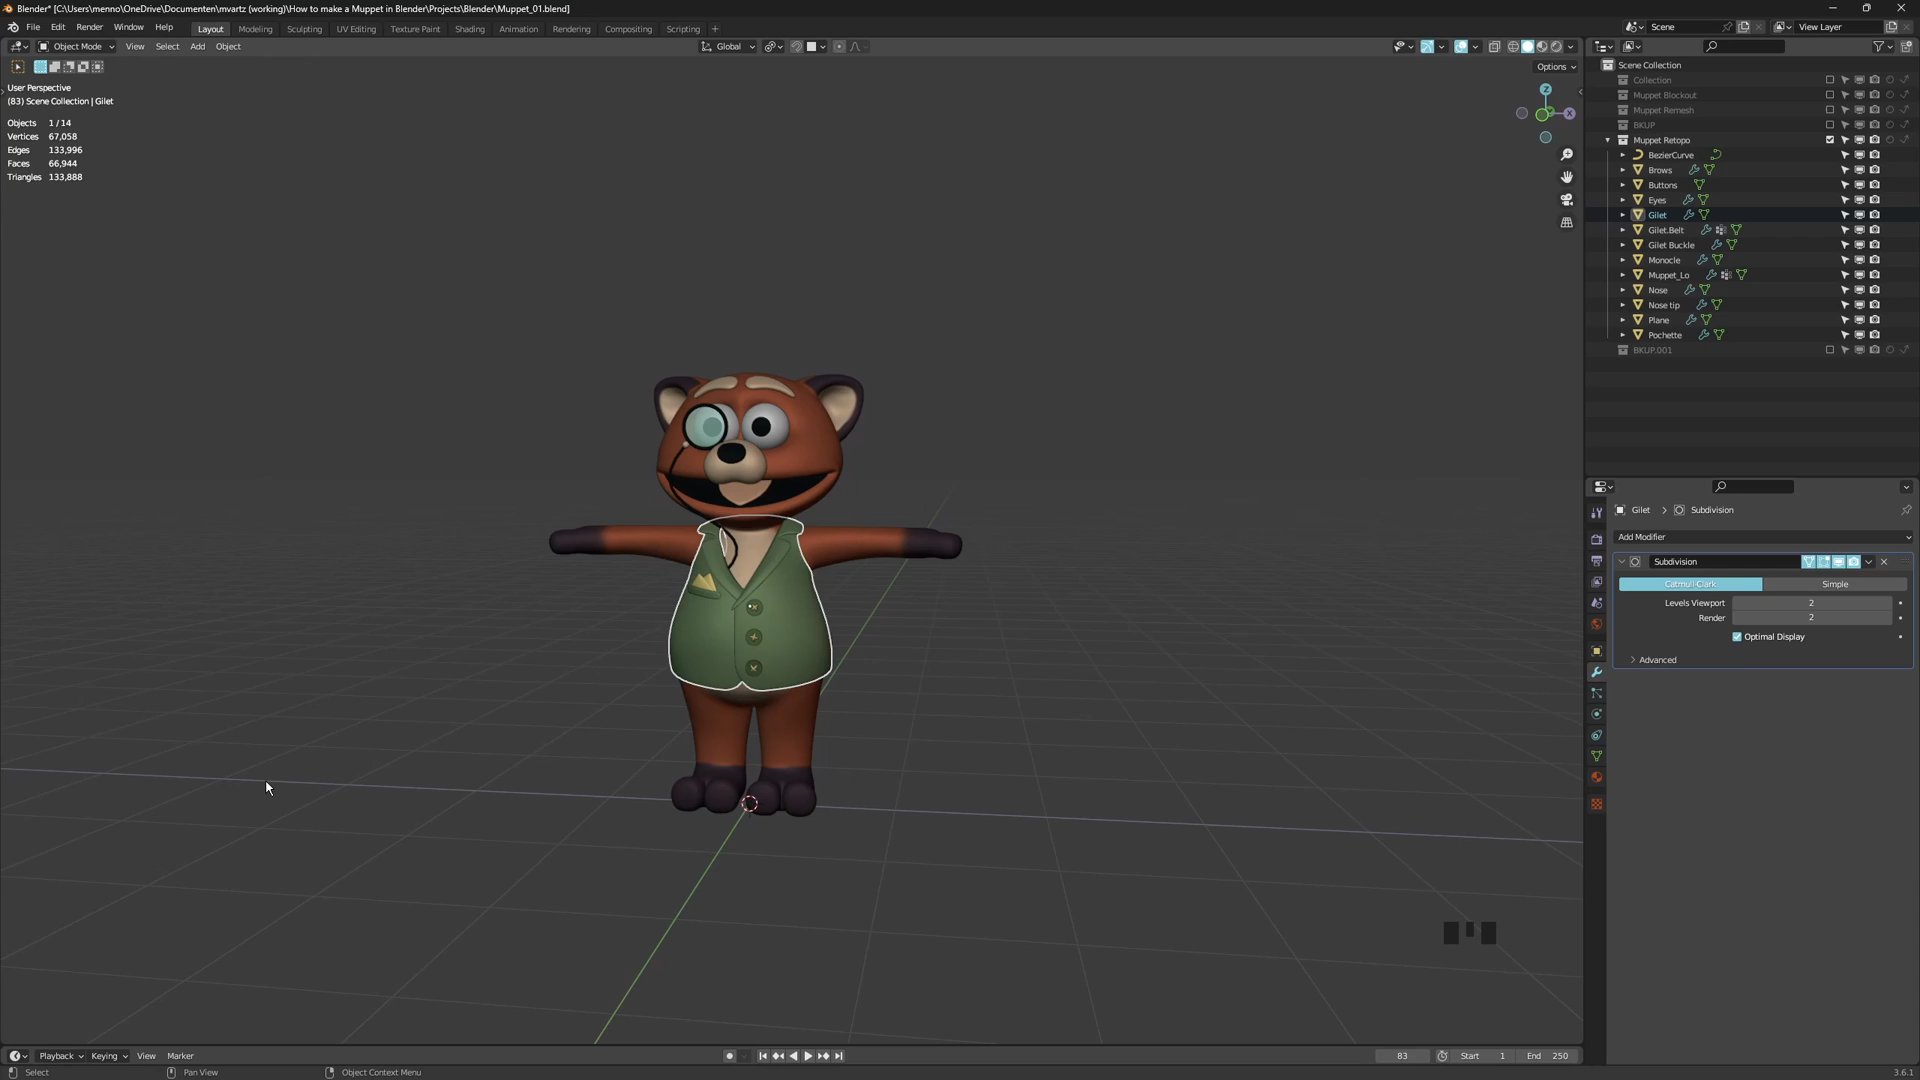 Blender* [C:\Users\menno\OneDrive\Documenten\mvartz (working)\How to make a Muppet in Blender\Projects\Blender\Muppet_01.blend]
File Edit Render Window Help Layout Modeling Sculpting UV Editing Texture Paint Shading Animation Rendering Compositing Scripting + Scene View Layer
Object Mode View Select Add Object Global
Options
User Perspective
(83) Scene Collection | Gilet
Objects 1 / 14
Vertices 67,058
Edges 133,996
Faces 66,944
Triangles 133,888
Z
X
Scene Collection
Collection
Muppet Blockout
Muppet Remesh
BKUP
Muppet Retopo
BezierCurve
Brows
Buttons
Eyes
Gilet
Gilet.Belt
Gilet Buckle
Monocle
Muppet_Lo
Nose
Nose tip
Plane
Pochette
BKUP.001
Gilet > Subdivision
Add Modifier
Subdivision
Catmull-Clark Simple
Levels Viewport 2
Render 2
Optimal Display
Advanced
Playback Keying View Marker 83 Start 1 End 250
Select Pan View Object Context Menu 3.6.1